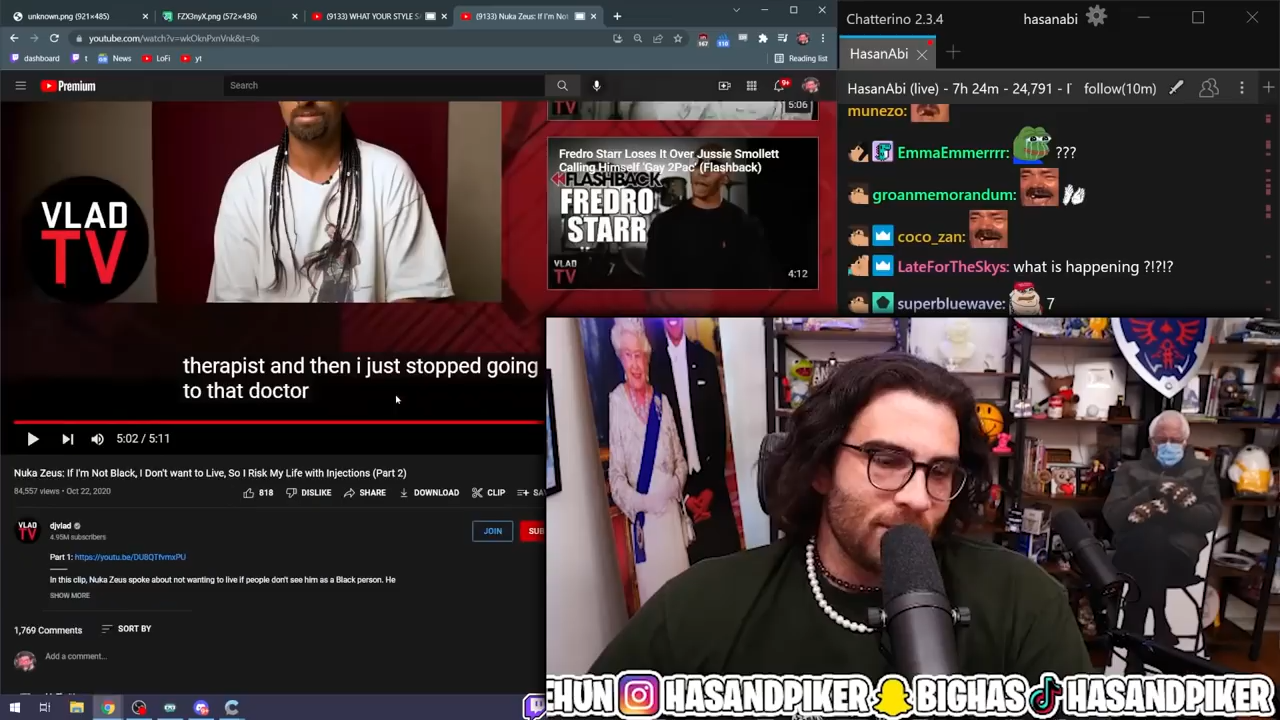 unknown.png (921×485)
FZX3nyX.png (572×436)
(9133) WHAT YOUR STYLE S
(9133) Nuka Zeus: If I'm Not
youtube.com/watch?v=wkOknPxnVnk&t=0s
dashboard
t
News
LoFi
yt
Reading list
Premium
Search
9+
5:06
TV
Fredro Starr Loses It Over Jussie Smollett
Calling Himself 'Gay 2Pac' (Flashback)
FLASHBACK
FREDRO
STARR
VLAD
TV
4:12
VLAD
TV
therapist and then i just stopped going
to that doctor
5:02 / 5:11
Nuka Zeus: If I'm Not Black, I Don't want to Live, So I Risk My Life with Injections (Part 2)
84,557 views • Oct 22, 2020
818
DISLIKE
SHARE
DOWNLOAD
CLIP
SAV
VLAD
TV
djvlad
4.95M subscribers
JOIN
SUB
Part 1: https://youtu.be/DU8QTfvmxPU
In this clip, Nuka Zeus spoke about not wanting to live if people don't see him as a Black person. He
SHOW MORE
1,769 Comments
SORT BY
Add a comment...
Chatterino 2.3.4
hasanabi
HasanAbi
HasanAbi (live) - 7h 24m - 24,791 - I
follow(10m)
munezo:
EmmaEmmerrrr: ???
groanmemorandum:
coco_zan:
LateForTheSkys: what is happening ?!?!?
superbluewave: 7
EHUN HASANDPIKER BIGHAS HASANDPIKER